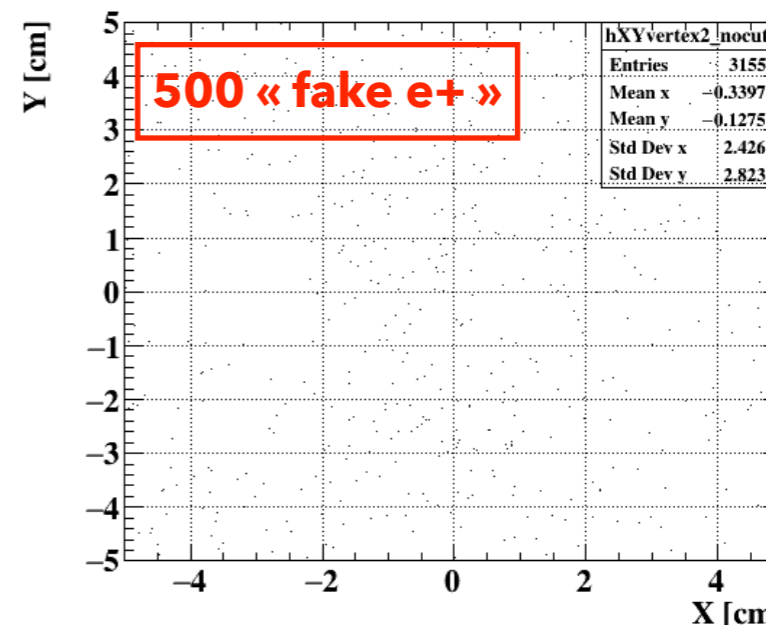 hXYvertex2_nocut
Entries 3155
Mean x −0.3397
Mean y −0.1275
Std Dev x 2.426
Std Dev y 2.823
500 « fake e+ »
Y [cm]
5
4
3
2
1
0
−1
−2
−3
−4
−5
−4 −2 0 2 4
X [cm